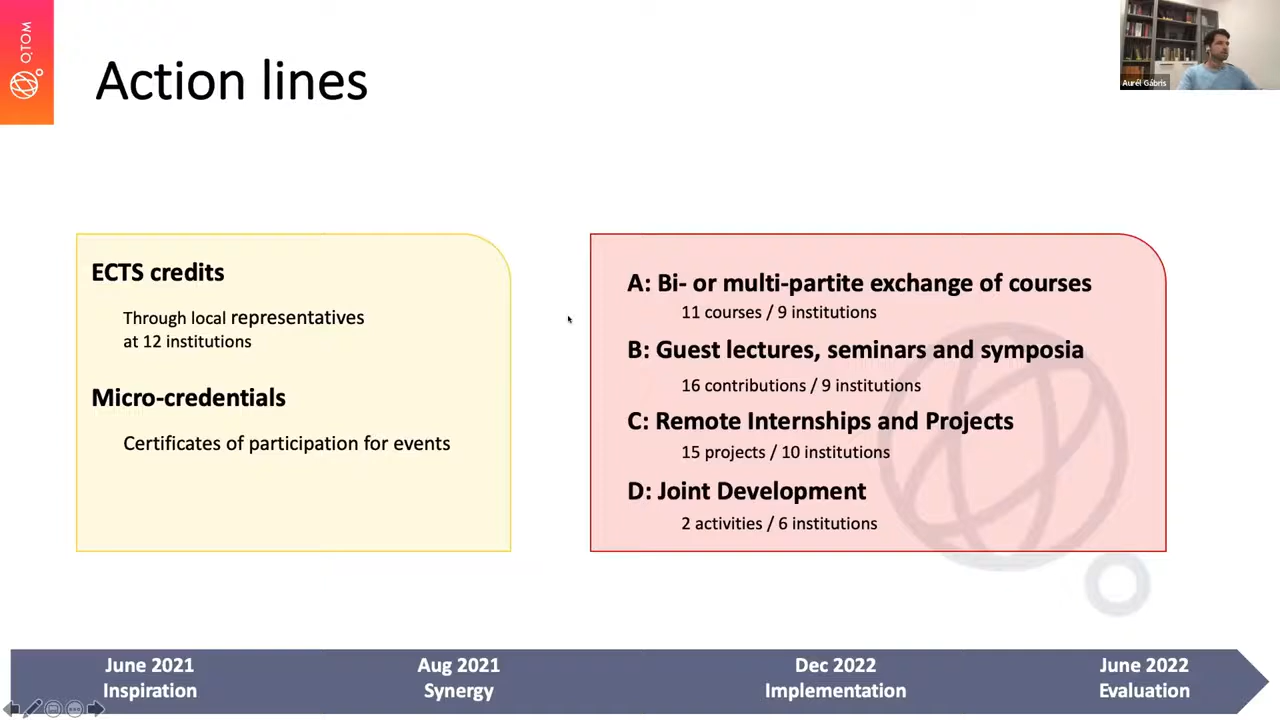 QTOM
Action lines
Aurél Gábris
ECTS credits
Through local representatives
at 12 institutions
Micro-credentials
Certificates of participation for events
A: Bi- or multi-partite exchange of courses
11 courses / 9 institutions
B: Guest lectures, seminars and symposia
16 contributions / 9 institutions
C: Remote Internships and Projects
15 projects / 10 institutions
D: Joint Development
2 activities / 6 institutions
June 2021
Inspiration
Aug 2021
Synergy
Dec 2022
Implementation
June 2022
Evaluation